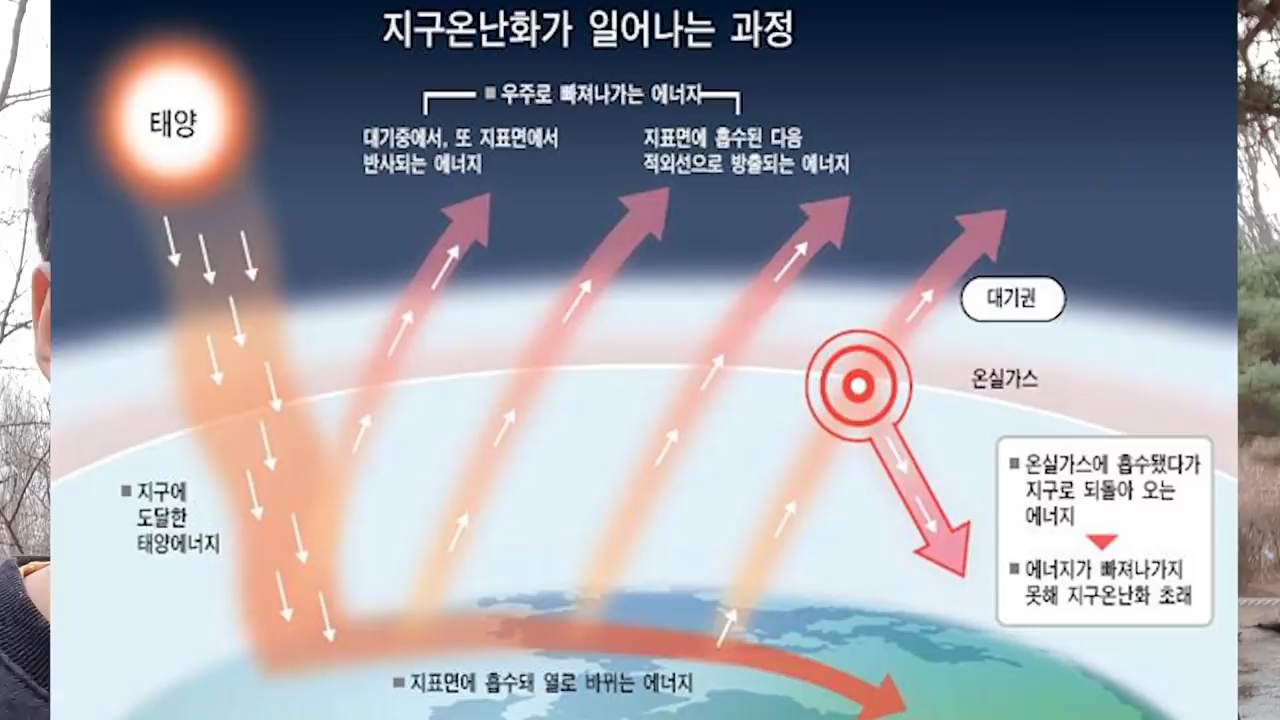 지구온난화가 일어나는 과정
태양
■ 우주로 빠져나가는 에너지
대기중에서, 또 지표면에서
반사되는 에너지
지표면에 흡수된 다음
적외선으로 방출되는 에너지
대기권
온실가스
■ 지구에
도달한
태양에너지
■ 온실가스에 흡수됐다가
지구로 되돌아 오는
에너지
■ 에너지가 빠져나가지
못해 지구온난화 초래
■ 지표면에 흡수돼 열로 바뀌는 에너지